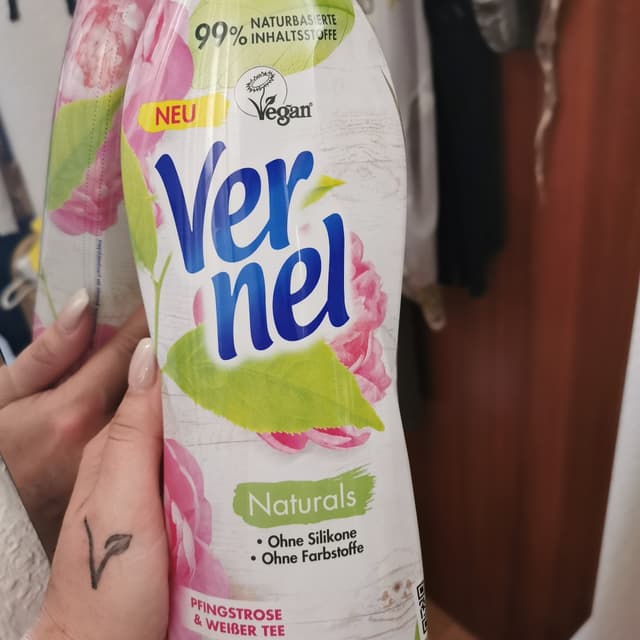 99% NATURBASIERTE
INHALTSSTOFFE
NEU
Vegan
Ver
nel
Naturals
• Ohne Silikone
• Ohne Farbstoffe
PFINGSTROSE
& WEIẞER TEE